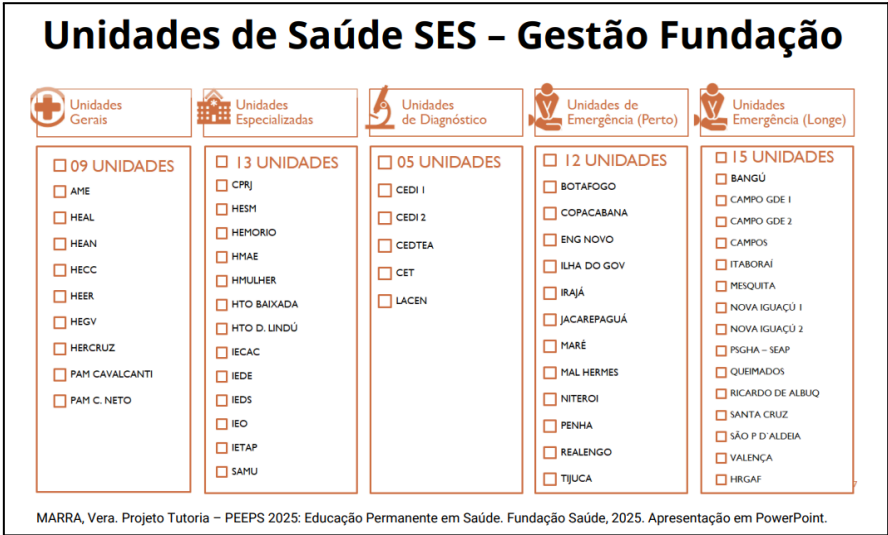 Unidades de Saúde SES – Gestão Fundação
Unidades
Gerais
09 UNIDADES
AME
HEAL
HEAN
HECC
HEER
HEGV
HERCRUZ
PAM CAVALCANTI
PAM C. NETO
Unidades
Especializadas
13 UNIDADES
CPRJ
HESM
HEMORIO
HMAE
HMULHER
HTO BAIXADA
HTO D. LINDÚ
IECAC
IEDE
IEDS
IEO
IETAP
SAMU
Unidades
de Diagnóstico
05 UNIDADES
CEDI 1
CEDI 2
CEDTEA
CET
LACEN
Unidades de
Emergência (Perto)
12 UNIDADES
BOTAFOGO
COPACABANA
ENG NOVO
ILHA DO GOV
IRAJÁ
JACAREPAGUÁ
MARÉ
MAL HERMES
NITEROI
PENHA
REALENGO
TIJUCA
Unidades
Emergência (Longe)
15 UNIDADES
BANGÚ
CAMPO GDE 1
CAMPO GDE 2
CAMPOS
ITABORAÍ
MESQUITA
NOVA IGUAÇÚ 1
NOVA IGUAÇÚ 2
PSGHA – SEAP
QUEIMADOS
RICARDO DE ALBUQ
SANTA CRUZ
SÃO P D´ALDEIA
VALENÇA
HRGAF
7
MARRA, Vera. Projeto Tutoria – PEEPS 2025: Educação Permanente em Saúde. Fundação Saúde, 2025. Apresentação em PowerPoint.